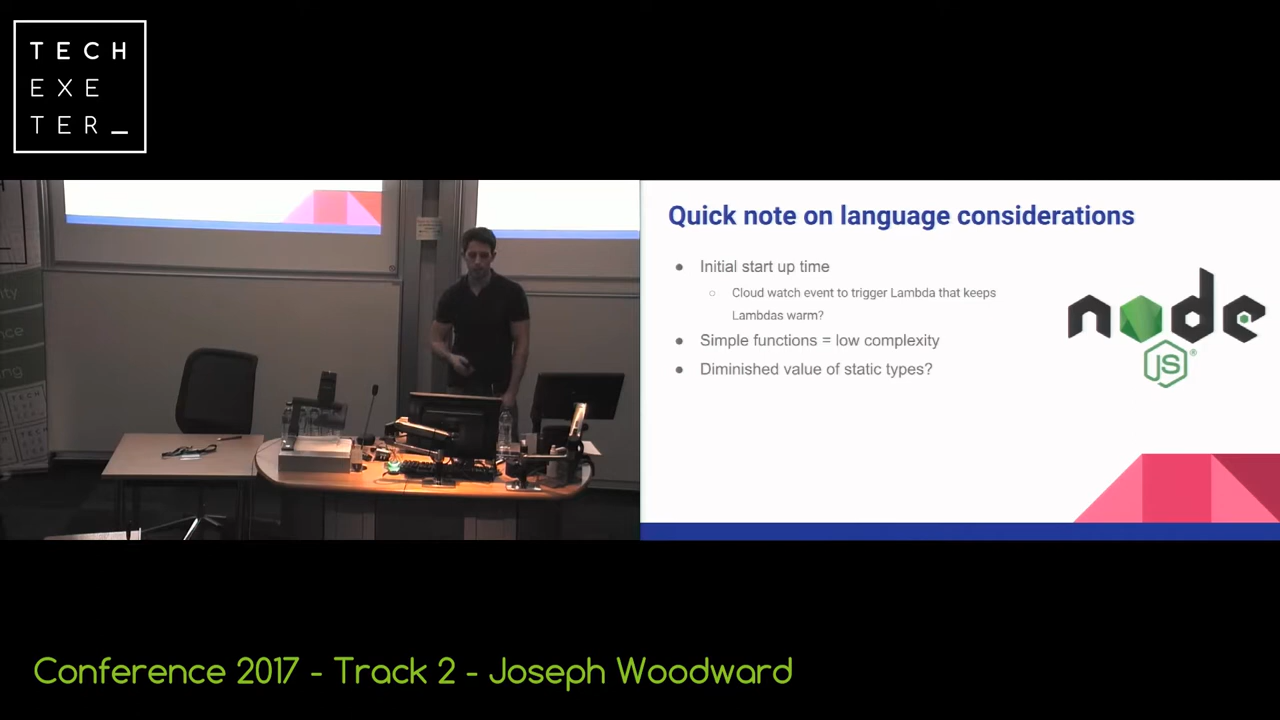 TECH
EXE
TER_
Quick note on language considerations
● Initial start up time
○ Cloud watch event to trigger Lambda that keeps
Lambdas warm?
● Simple functions = low complexity
● Diminished value of static types?
node
JS®
Conference 2017 - Track 2 - Joseph Woodward